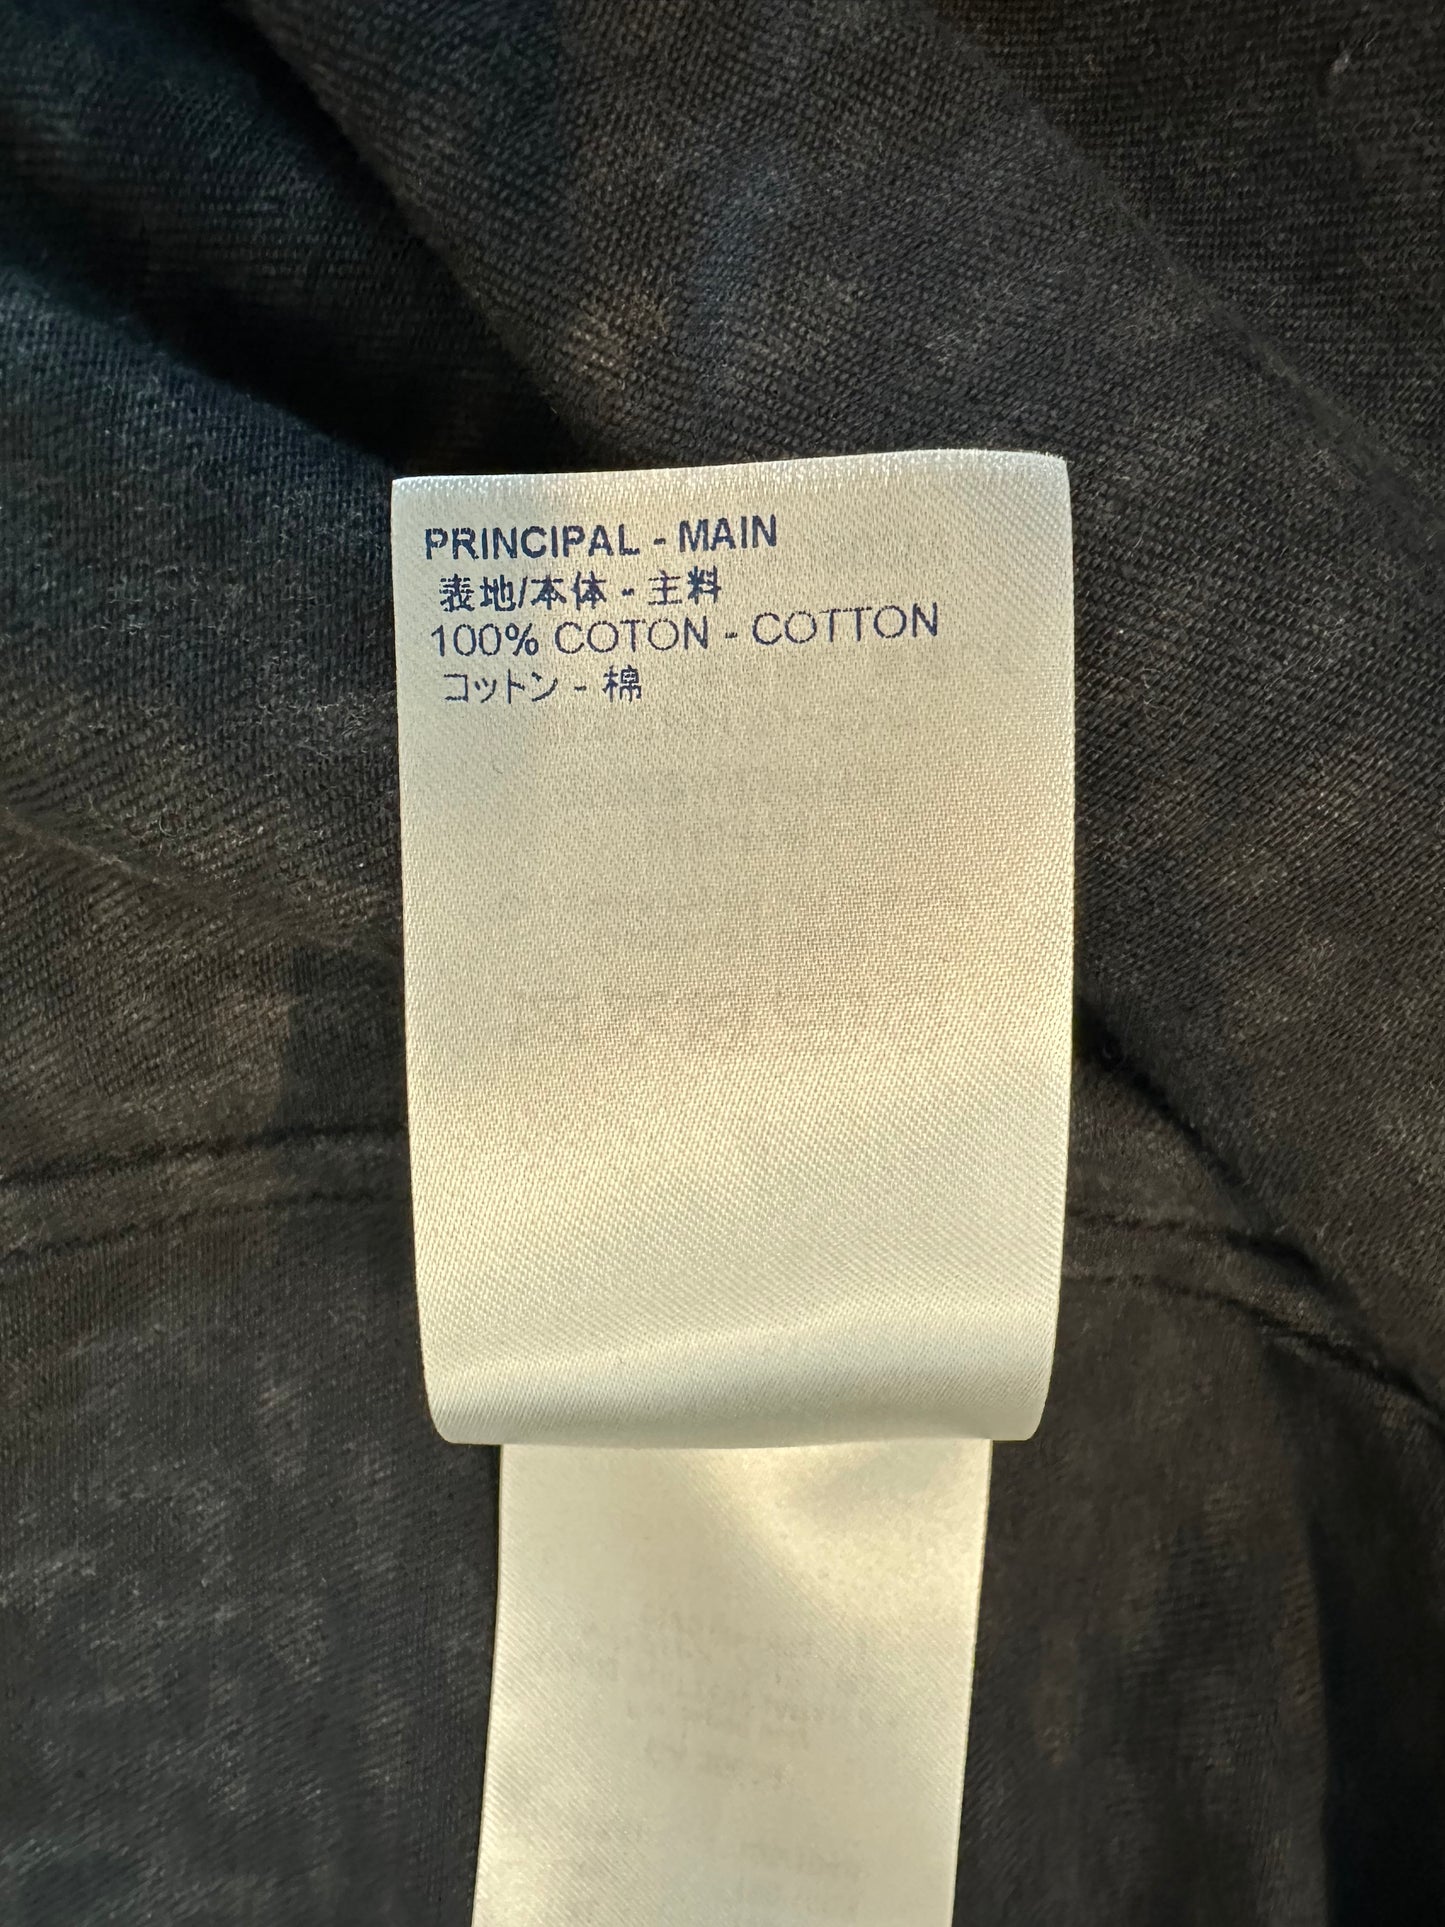 PRINCIPAL - MAIN
表地/本体 - 主料
100% COTON - COTTON
コットン - 棉